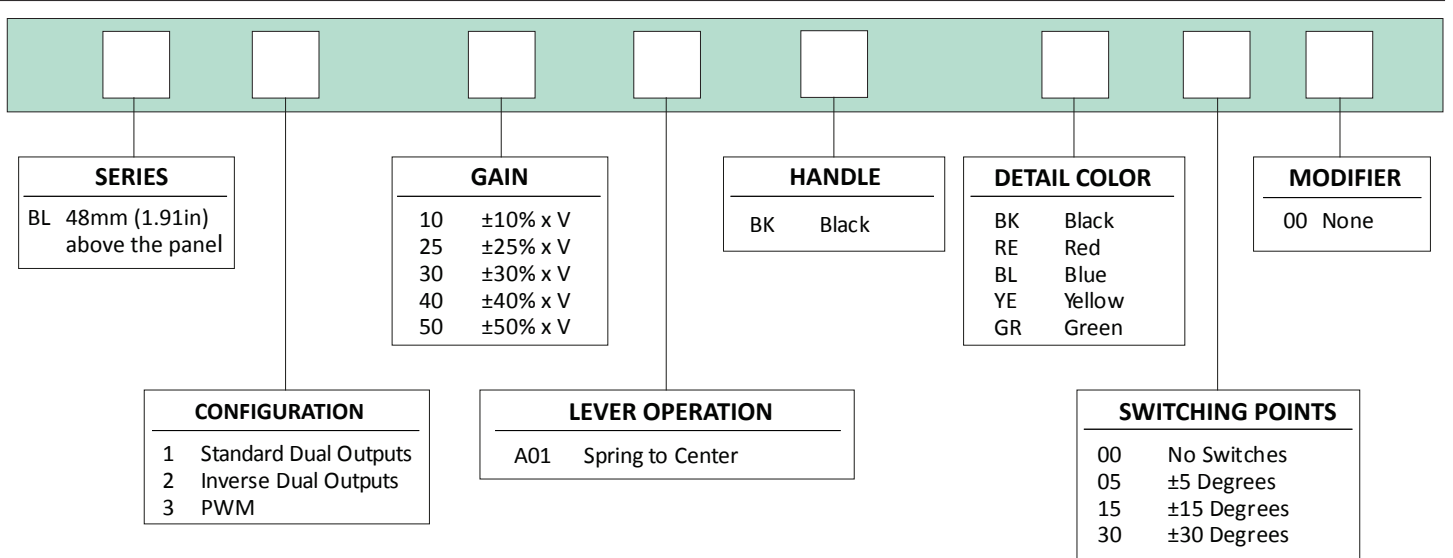 SERIES
BL 48mm (1.91in)
above the panel
GAIN
10 ±10% x V
25 ±25% x V
30 ±30% x V
40 ±40% x V
50 ±50% x V
HANDLE
BK Black
DETAIL COLOR
BK Black
RE Red
BL Blue
YE Yellow
GR Green
MODIFIER
00 None
CONFIGURATION
1 Standard Dual Outputs
2 Inverse Dual Outputs
3 PWM
LEVER OPERATION
A01 Spring to Center
SWITCHING POINTS
00 No Switches
05 ±5 Degrees
15 ±15 Degrees
30 ±30 Degrees